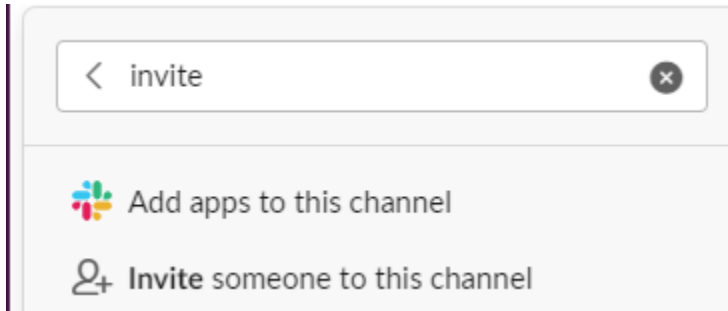 invite
Add apps to this channel
Invite someone to this channel